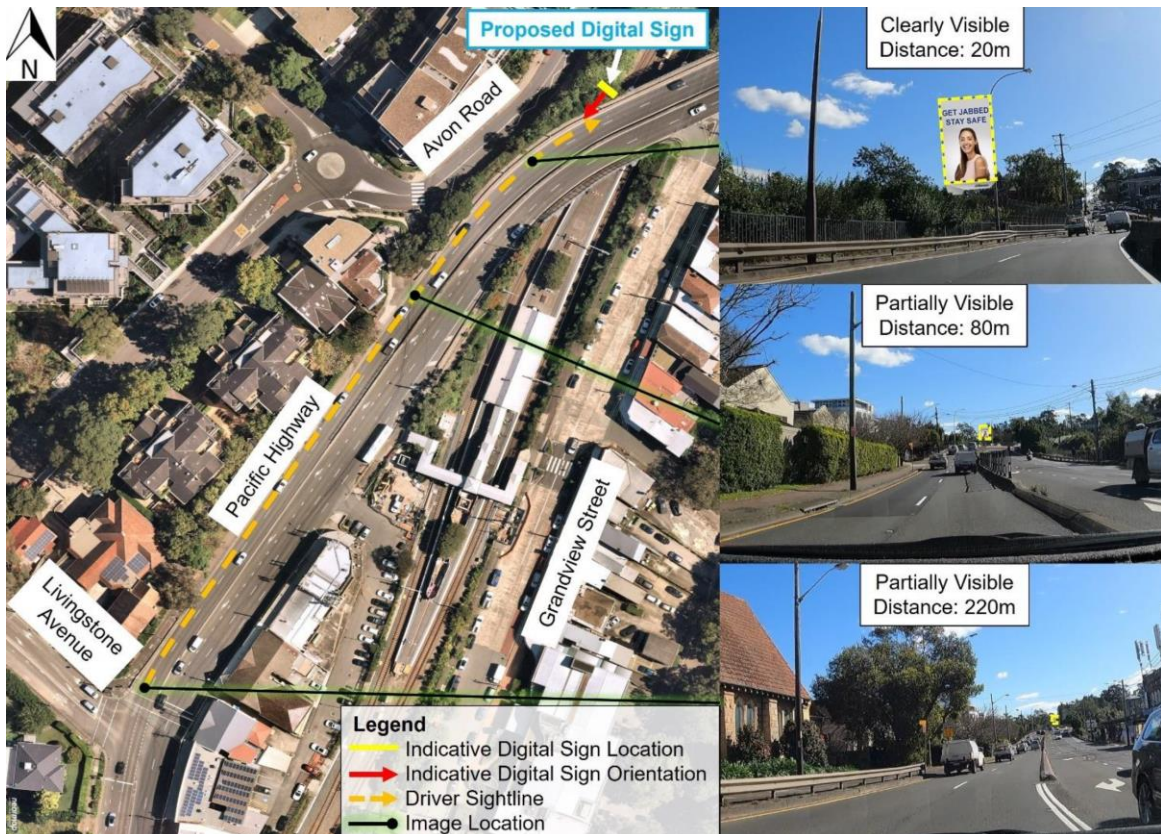 N
Proposed Digital Sign
Avon Road
Pacific Highway
Livingstone
Avenue
Grandview Street
Legend
Indicative Digital Sign Location
Indicative Digital Sign Orientation
Driver Sightline
Image Location
Clearly Visible
Distance: 20m
GET JABBED
STAY SAFE
Partially Visible
Distance: 80m
Partially Visible
Distance: 220m